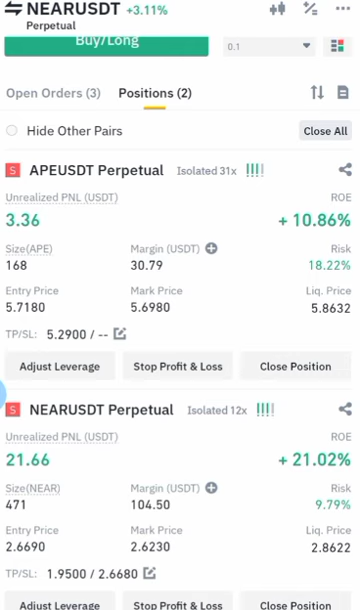 NEARUSDT +3.11%
Perpetual
Buy/Long 0.1
Open Orders (3) Positions (2)
Hide Other Pairs Close All
S APEUSDT Perpetual Isolated 31x
Unrealized PNL (USDT) ROE
3.36 + 10.86%
Size(APE) Margin (USDT) Risk
168 30.79 18.22%
Entry Price Mark Price Liq. Price
5.7180 5.6980 5.8632
TP/SL: 5.2900 / --
Adjust Leverage Stop Profit & Loss Close Position
S NEARUSDT Perpetual Isolated 12x
Unrealized PNL (USDT) ROE
21.66 + 21.02%
Size(NEAR) Margin (USDT) Risk
471 104.50 9.79%
Entry Price Mark Price Liq. Price
2.6690 2.6230 2.8622
TP/SL: 1.9500 / 2.6680
Adjust Leverage Stop Profit & Loss Close Position